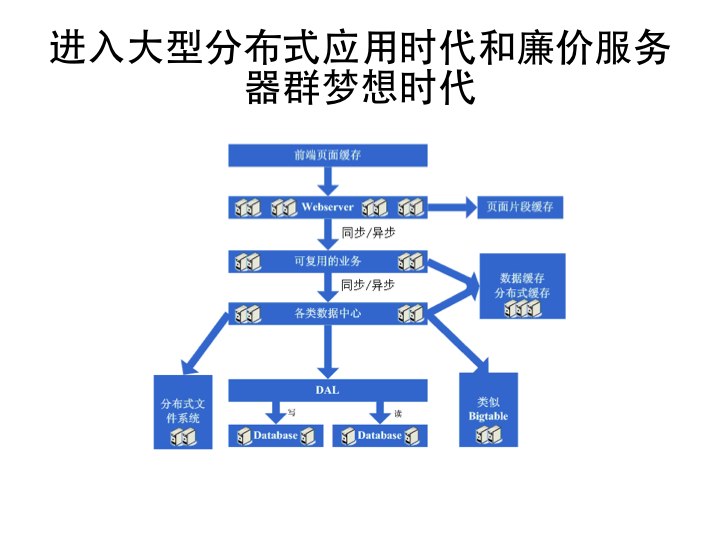 进入大型分布式应用时代和廉价服务
器群梦想时代
前端页面缓存
Webserver
页面片段缓存
同步/异步
可复用的业务
数据缓存
分布式缓存
同步/异步
各类数据中心
分布式文
件系统
DAL
类似
Bigtable
写
读
Database
Database